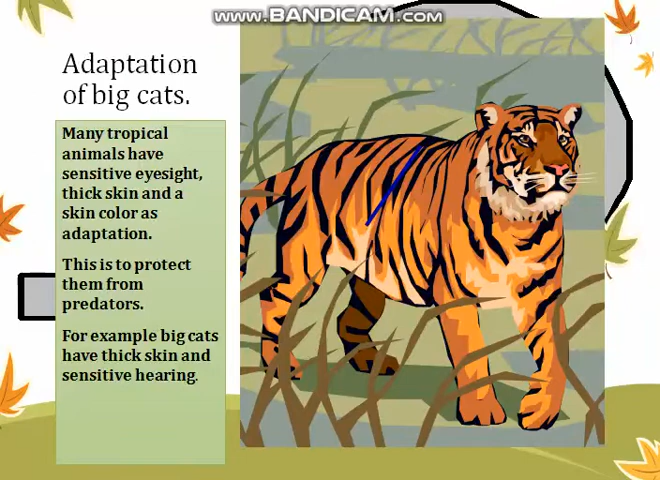 www.BANDICAM.com
Adaptation
of big cats.
Many tropical
animals have
sensitive eyesight,
thick skin and a
skin color as
adaptation.
This is to protect
them from
predators.
For example big cats
have thick skin and
sensitive hearing.